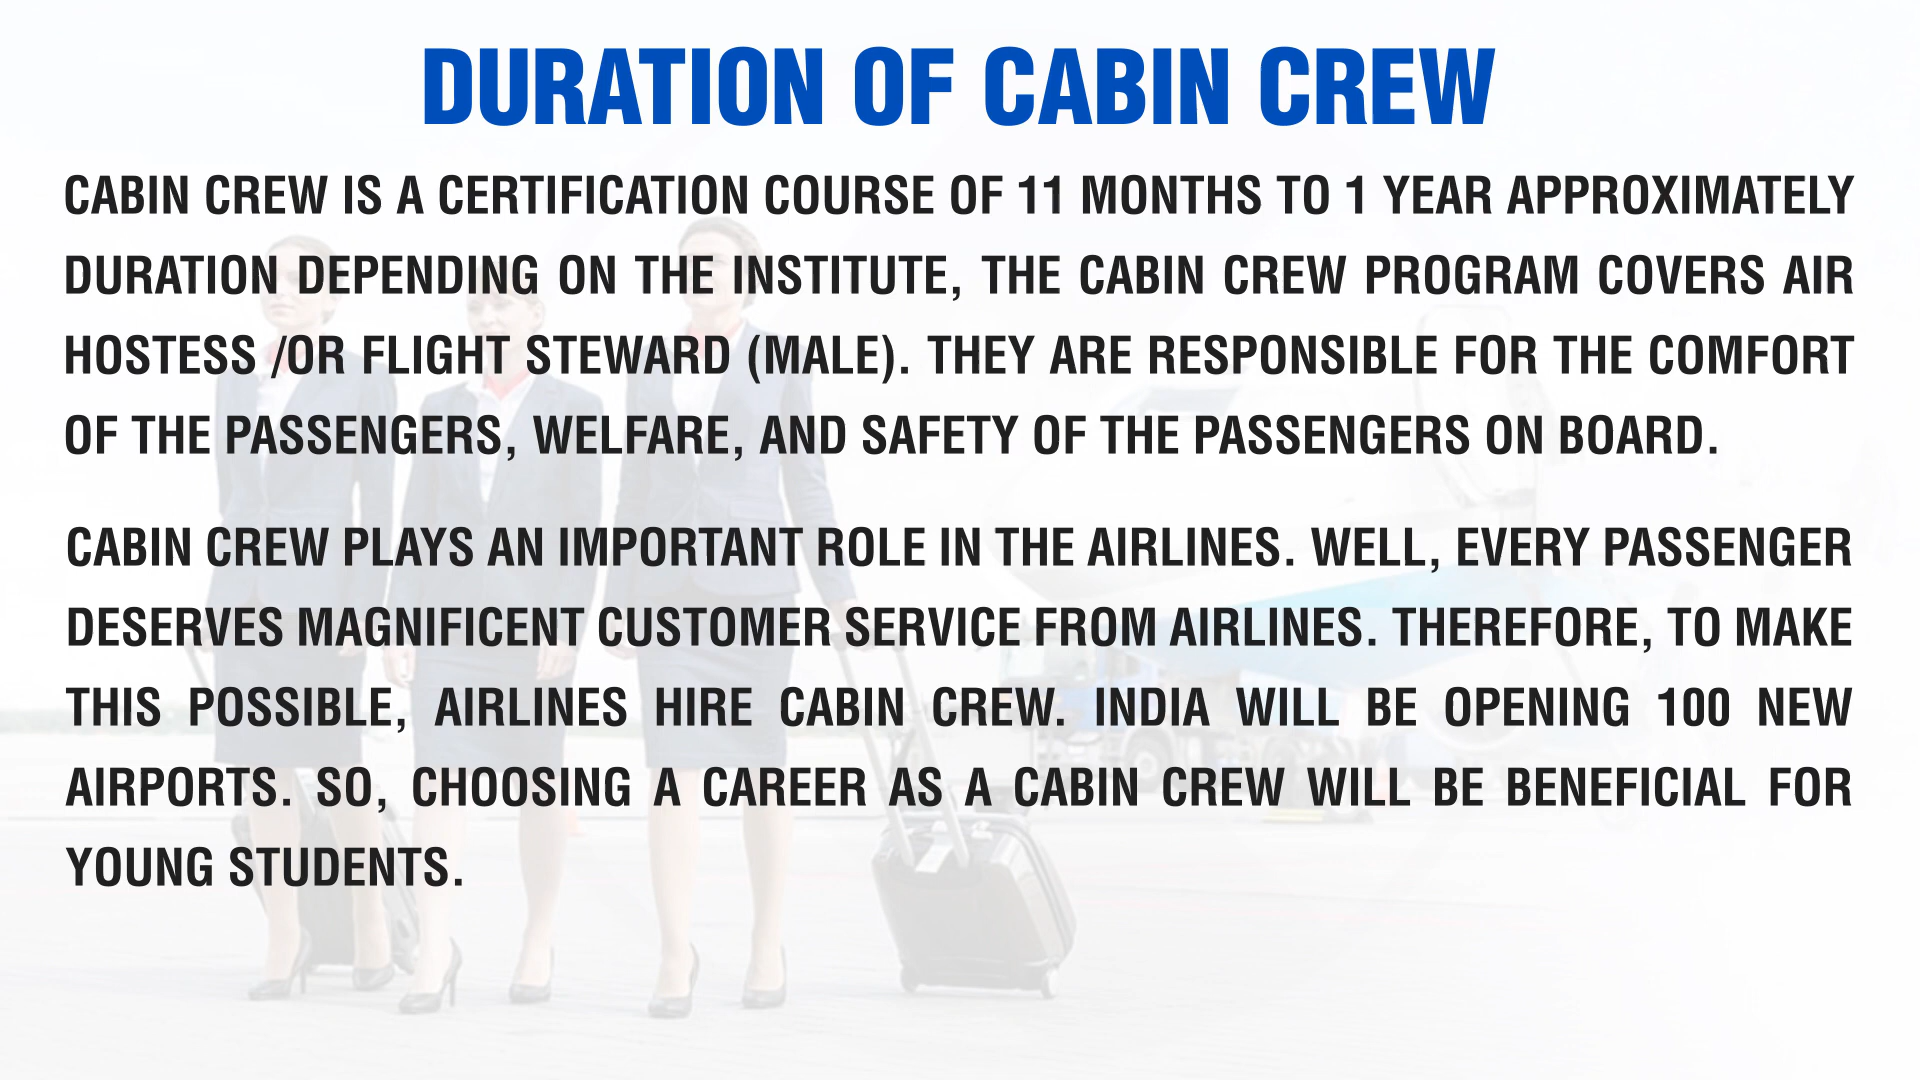 DURATION OF CABIN CREW
CABIN CREW IS A CERTIFICATION COURSE OF 11 MONTHS TO 1 YEAR APPROXIMATELY
DURATION DEPENDING ON THE INSTITUTE, THE CABIN CREW PROGRAM COVERS AIR
HOSTESS /OR FLIGHT STEWARD (MALE). THEY ARE RESPONSIBLE FOR THE COMFORT
OF THE PASSENGERS, WELFARE, AND SAFETY OF THE PASSENGERS ON BOARD.
CABIN CREW PLAYS AN IMPORTANT ROLE IN THE AIRLINES. WELL, EVERY PASSENGER
DESERVES MAGNIFICENT CUSTOMER SERVICE FROM AIRLINES. THEREFORE, TO MAKE
THIS POSSIBLE, AIRLINES HIRE CABIN CREW. INDIA WILL BE OPENING 100 NEW
AIRPORTS. SO, CHOOSING A CAREER AS A CABIN CREW WILL BE BENEFICIAL FOR
YOUNG STUDENTS.